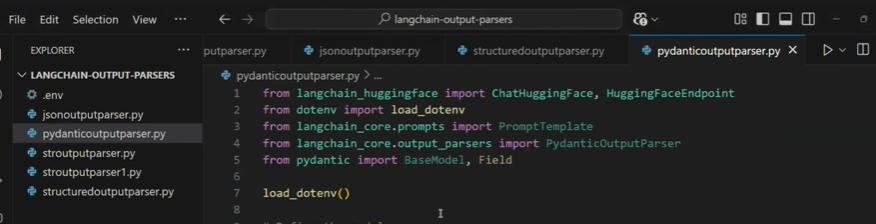 File Edit Selection View ··· langchain-output-parsers
EXPLORER ··· putparser.py jsonoutputparser.py structuredoutputparser.py pydanticoutputparser.py
LANGCHAIN-OUTPUT-PARSERS
.env
jsonoutputparser.py
pydanticoutputparser.py
stroutputparser.py
stroutputparser1.py
structuredoutputparser.py
pydanticoutputparser.py > ...
1 from langchain_huggingface import ChatHuggingFace, HuggingFaceEndpoint
2 from dotenv import load_dotenv
3 from langchain_core.prompts import PromptTemplate
4 from langchain_core.output_parsers import PydanticOutputParser
5 from pydantic import BaseModel, Field
6
7 load_dotenv()
8